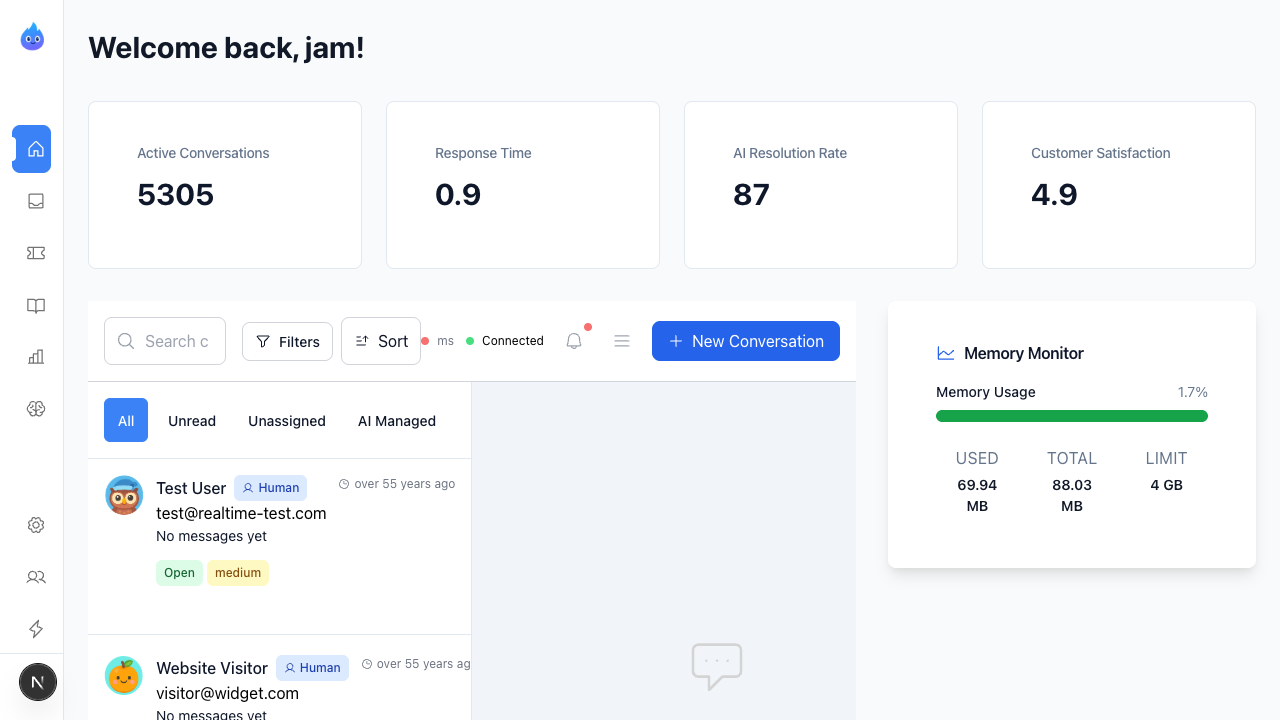 Welcome back, jam!
Active Conversations
5305
Response Time
0.9
AI Resolution Rate
87
Customer Satisfaction
4.9
Search c
Filters
Sort
ms
Connected
New Conversation
All
Unread
Unassigned
AI Managed
Test User
Human
over 55 years ago
test@realtime-test.com
No messages yet
Open
medium
Website Visitor
Human
over 55 years ag
visitor@widget.com
No messages yet
Memory Monitor
Memory Usage
1.7%
USED
TOTAL
LIMIT
69.94
MB
88.03
MB
4 GB
N